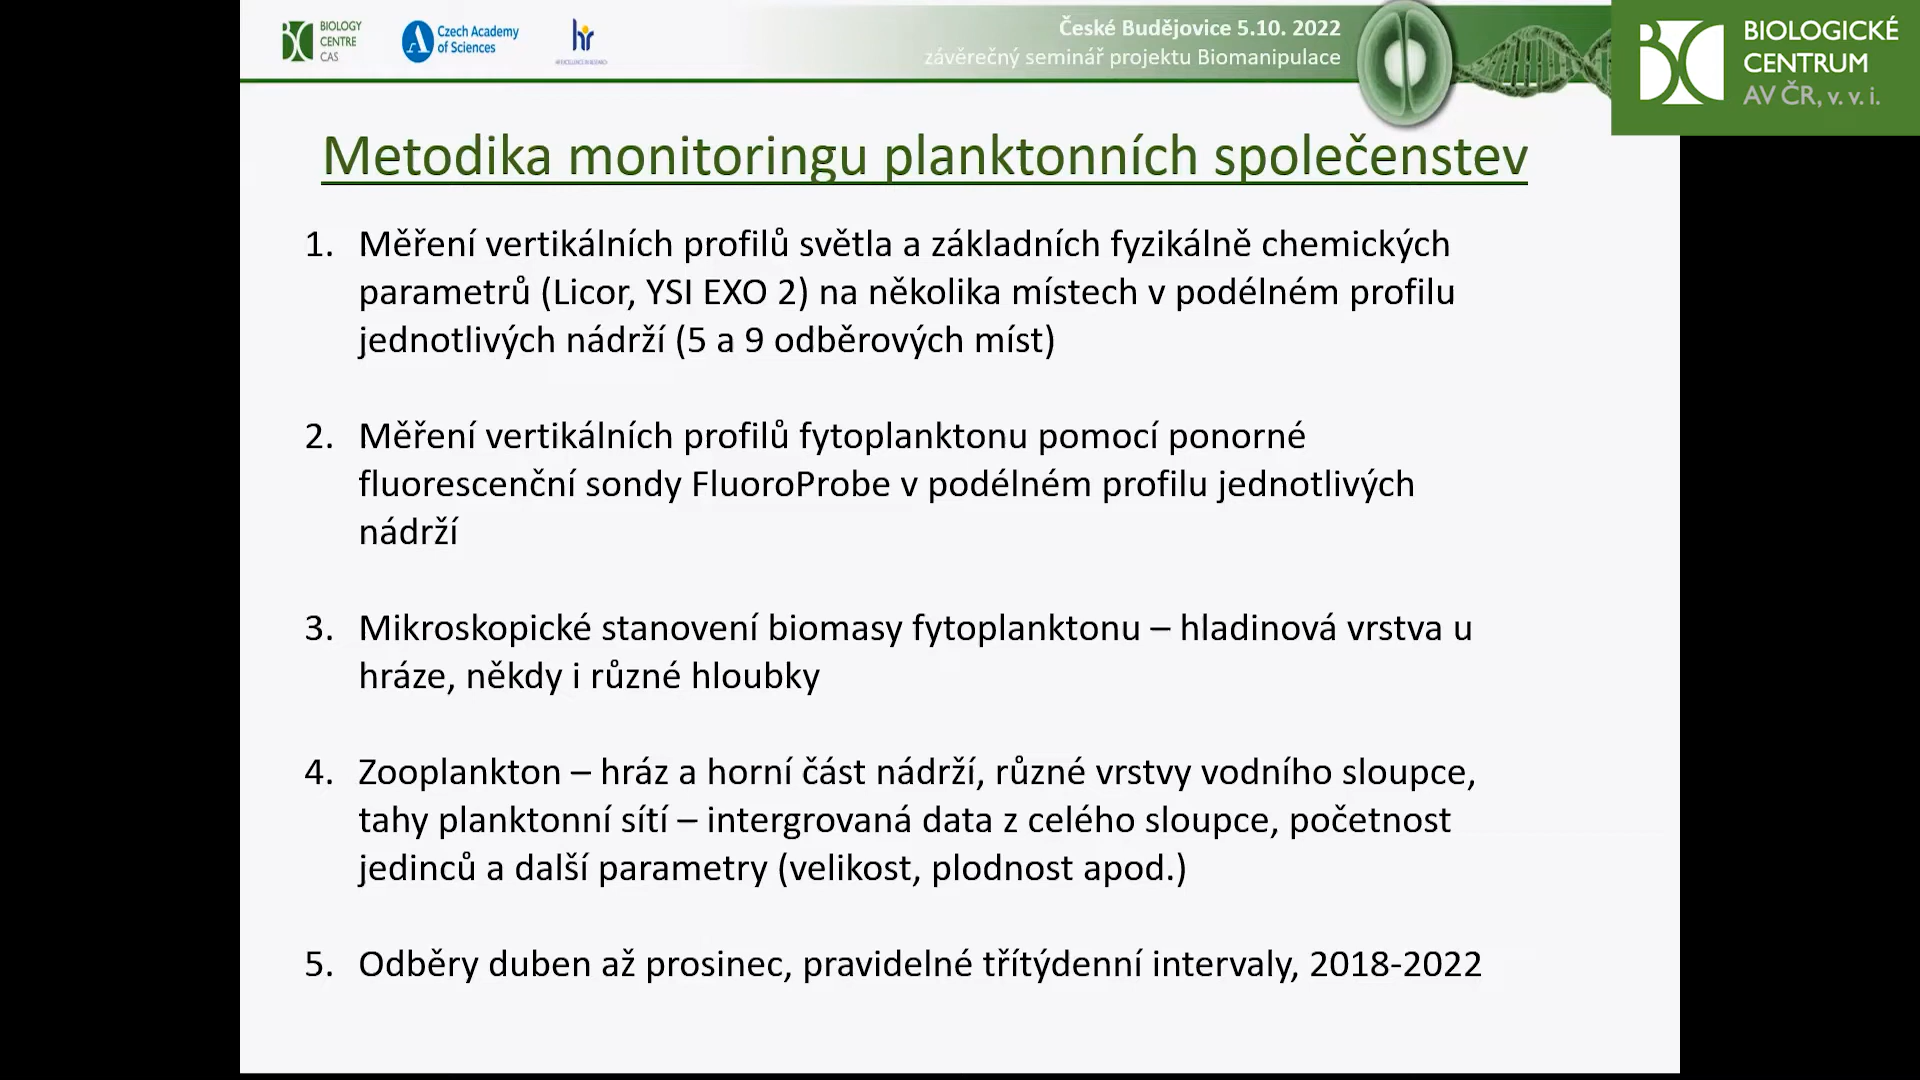 BIOLOGY
CENTRE
CAS
Czech Academy
of Sciences
hr
HR EXCELLENCE IN RESEARCH
České Budějovice 5.10. 2022
závěrečný seminář projektu Biomanipulace
BIOLOGICKÉ
CENTRUM
AV ČR, v. v. i.
Metodika monitoringu planktonních společenstev
1. Měření vertikálních profilů světla a základních fyzikálně chemických
parametrů (Licor, YSI EXO 2) na několika místech v podélném profilu
jednotlivých nádrží (5 a 9 odběrových míst)
2. Měření vertikálních profilů fytoplanktonu pomocí ponorné
fluorescenční sondy FluoroProbe v podélném profilu jednotlivých
nádrží
3. Mikroskopické stanovení biomasy fytoplanktonu – hladinová vrstva u
hráze, někdy i různé hloubky
4. Zooplankton – hráz a horní část nádrží, různé vrstvy vodního sloupce,
tahy planktonní sítí – intergrovaná data z celého sloupce, početnost
jedinců a další parametry (velikost, plodnost apod.)
5. Odběry duben až prosinec, pravidelné třítýdenní intervaly, 2018-2022